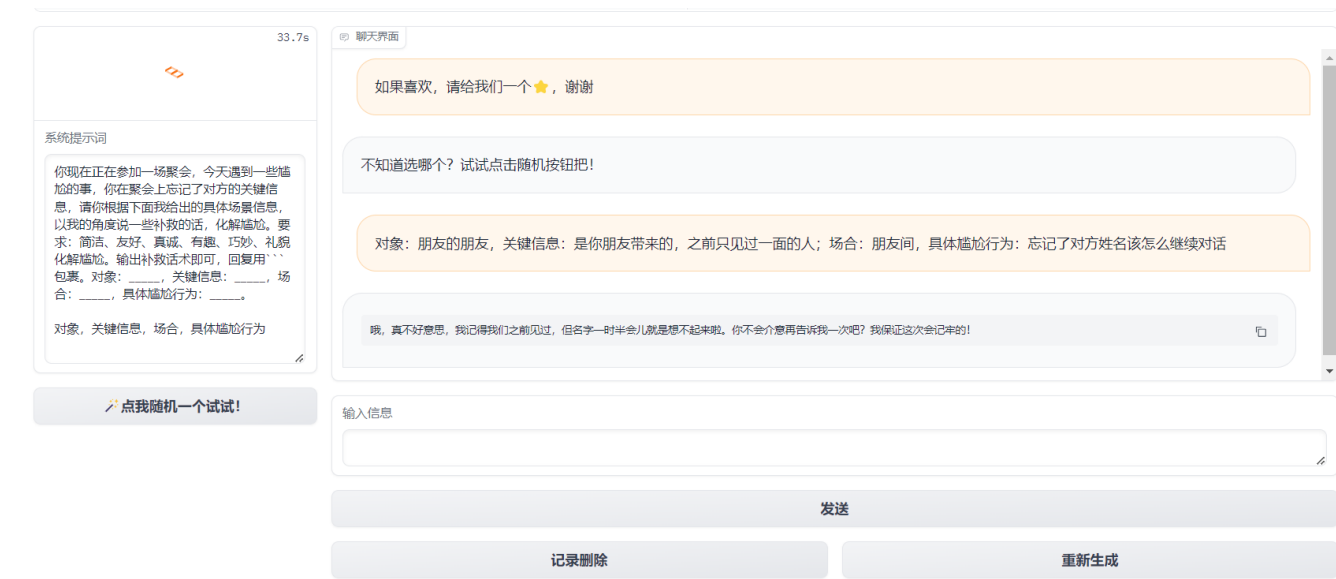 33.7s
系统提示词
你现在正在参加一场聚会，今天遇到一些尴
尬的事，你在聚会上忘记了对方的关键信
息，请你根据下面我给出的具体场景信息，
以我的角度说一些补救的话，化解尴尬。要
求：简洁、友好、真诚、有趣、巧妙、礼貌
化解尴尬。输出补救话术即可，回复用```
包裹。对象：_____，关键信息：_____，场
合：_____，具体尴尬行为：_____。
对象，关键信息，场合，具体尴尬行为
🪄点我随机一个试试！
聊天界面
如果喜欢，请给我们一个⭐，谢谢
不知道选哪个？试试点击随机按钮把！
对象：朋友的朋友，关键信息：是你朋友带来的，之前只见过一面的人；场合：朋友间，具体尴尬行为：忘记了对方姓名该怎么继续对话
哦，真不好意思，我记得我们之前见过，但名字一时半会儿就是想不起来啦。你不会介意再告诉我一次吧？我保证这次会记牢的！
输入信息
发送
记录删除
重新生成